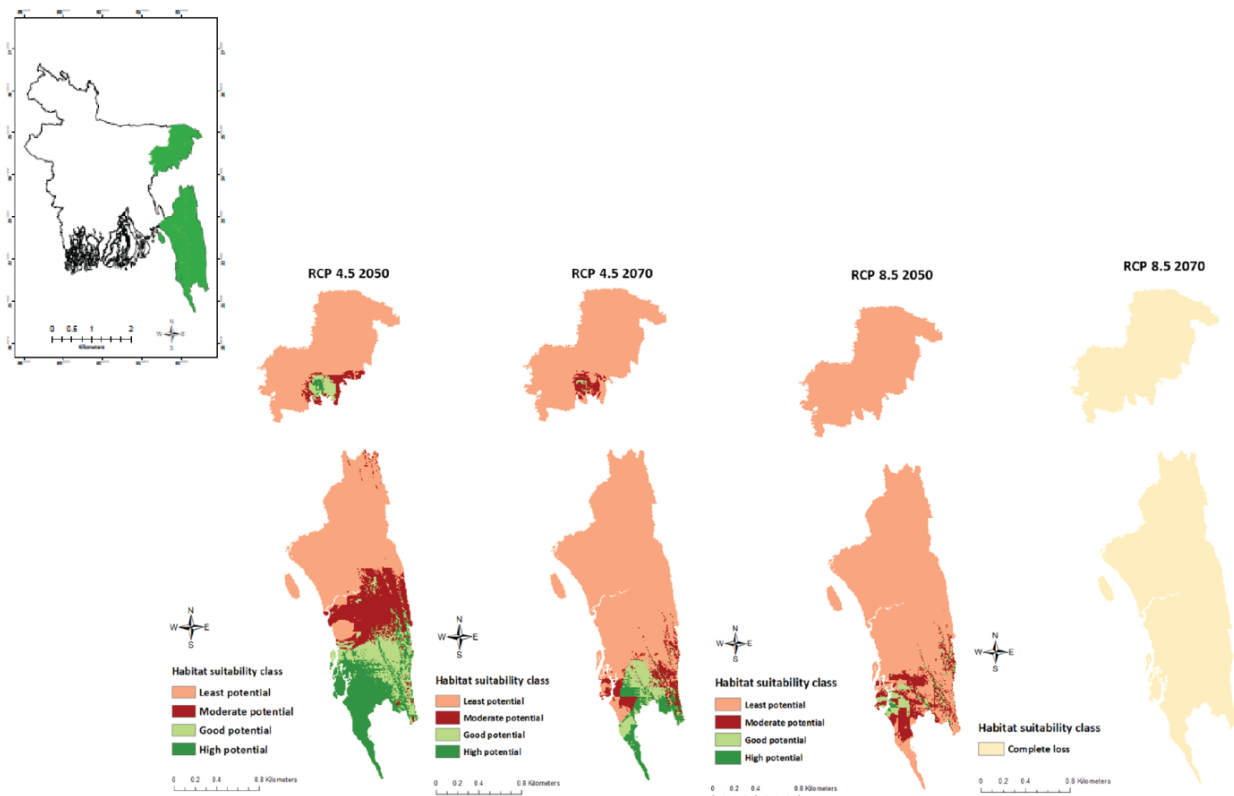 N
W E
S
0 0.5 1 2
Kilometers
RCP 4.5 2050
RCP 4.5 2070
RCP 8.5 2050
RCP 8.5 2070
N
W E
S
Habitat suitability class
Least potential
Moderate potential
Good potential
High potential
0 0.2 0.4 0.8 Kilometers
N
W E
S
Habitat suitability class
Least potential
Moderate potential
Good potential
High potential
0 0.2 0.4 0.8 Kilometers
N
W E
S
Habitat suitability class
Least potential
Moderate potential
Good potential
High potential
0 0.2 0.4 0.8 Kilometers
N
W E
S
Habitat suitability class
Complete loss
0 0.2 0.4 0.8 Kilometers